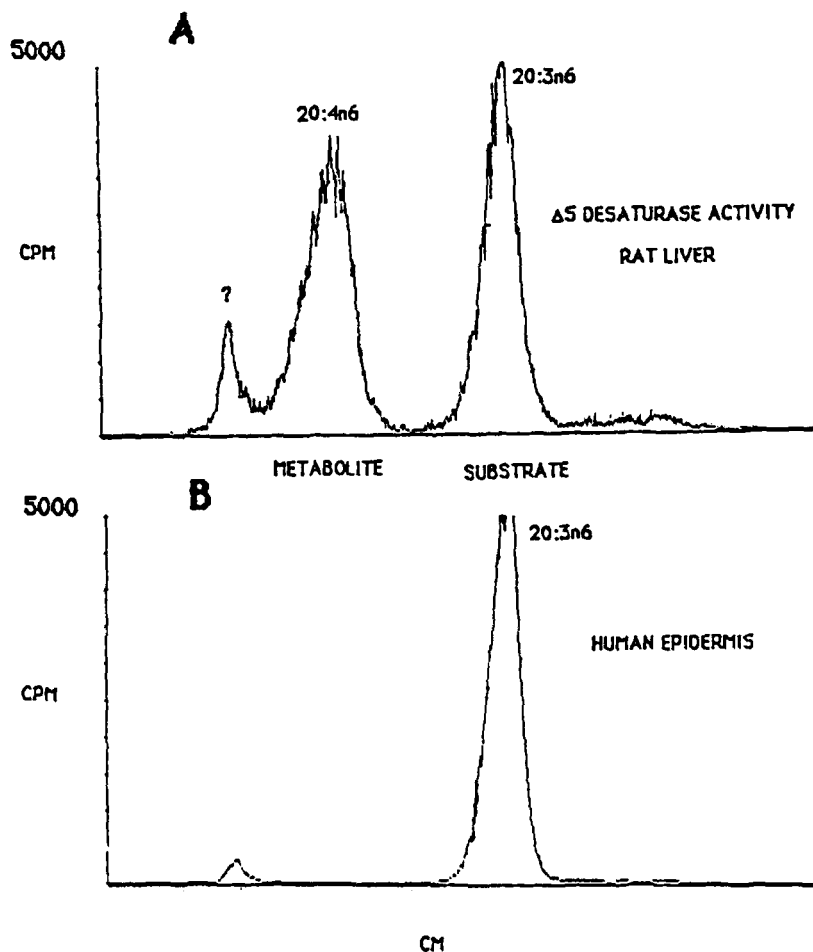 A
5000
20:3n6
20:4n6
Δ5 DESATURASE ACTIVITY
RAT LIVER
CPM
?
METABOLITE
SUBSTRATE
B
5000
20:3n6
HUMAN EPIDERMIS
CPM
CM